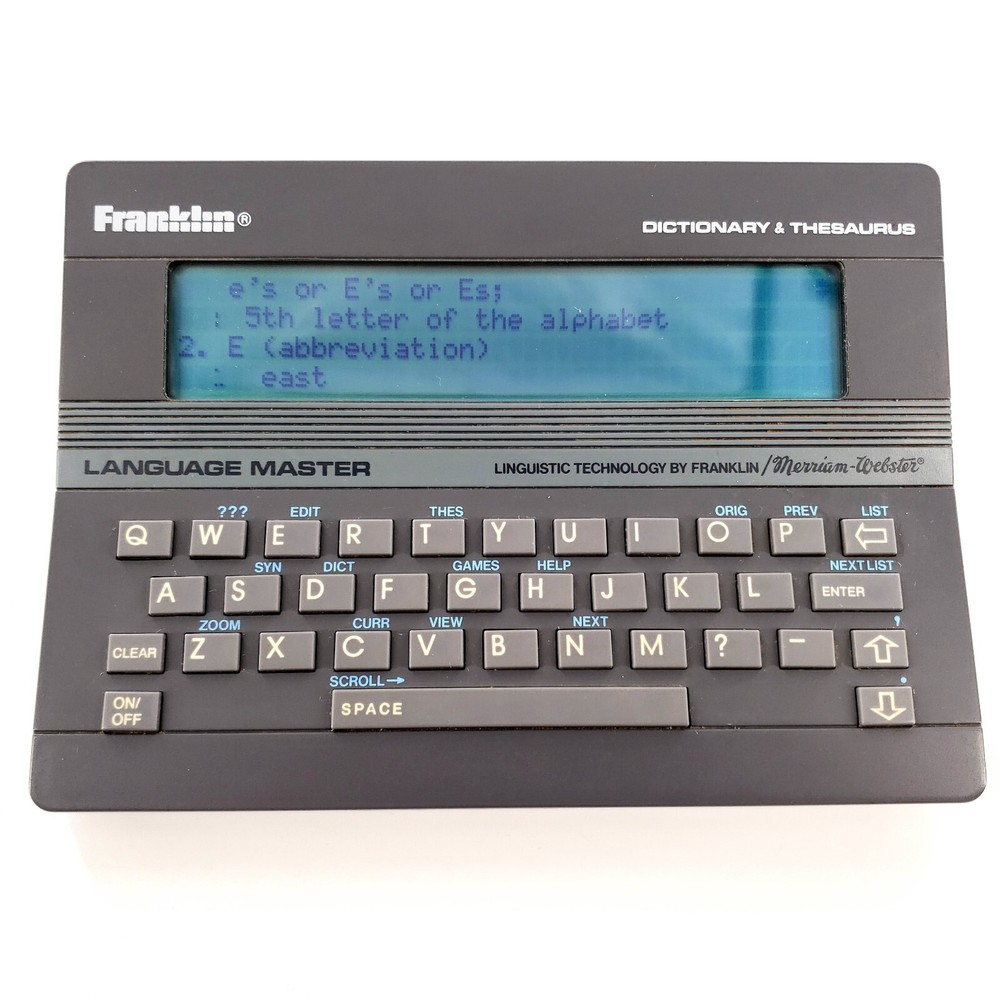 Franklin®
DICTIONARY & THESAURUS
e's or E's or Es;
: 5th letter of the alphabet
2. E (abbreviation)
: east
LANGUAGE MASTER
LINGUISTIC TECHNOLOGY BY FRANKLIN / Merriam-Webster®
??? EDIT THES ORIG PREV LIST
Q W E R T Y U I O P ⇦
SYN DICT GAMES HELP NEXT LIST
A S D F G H J K L ENTER
ZOOM CURR VIEW NEXT '
CLEAR Z X C V B N M ? - ⇧
SCROLL→ .
ON/
OFF
SPACE ⇩